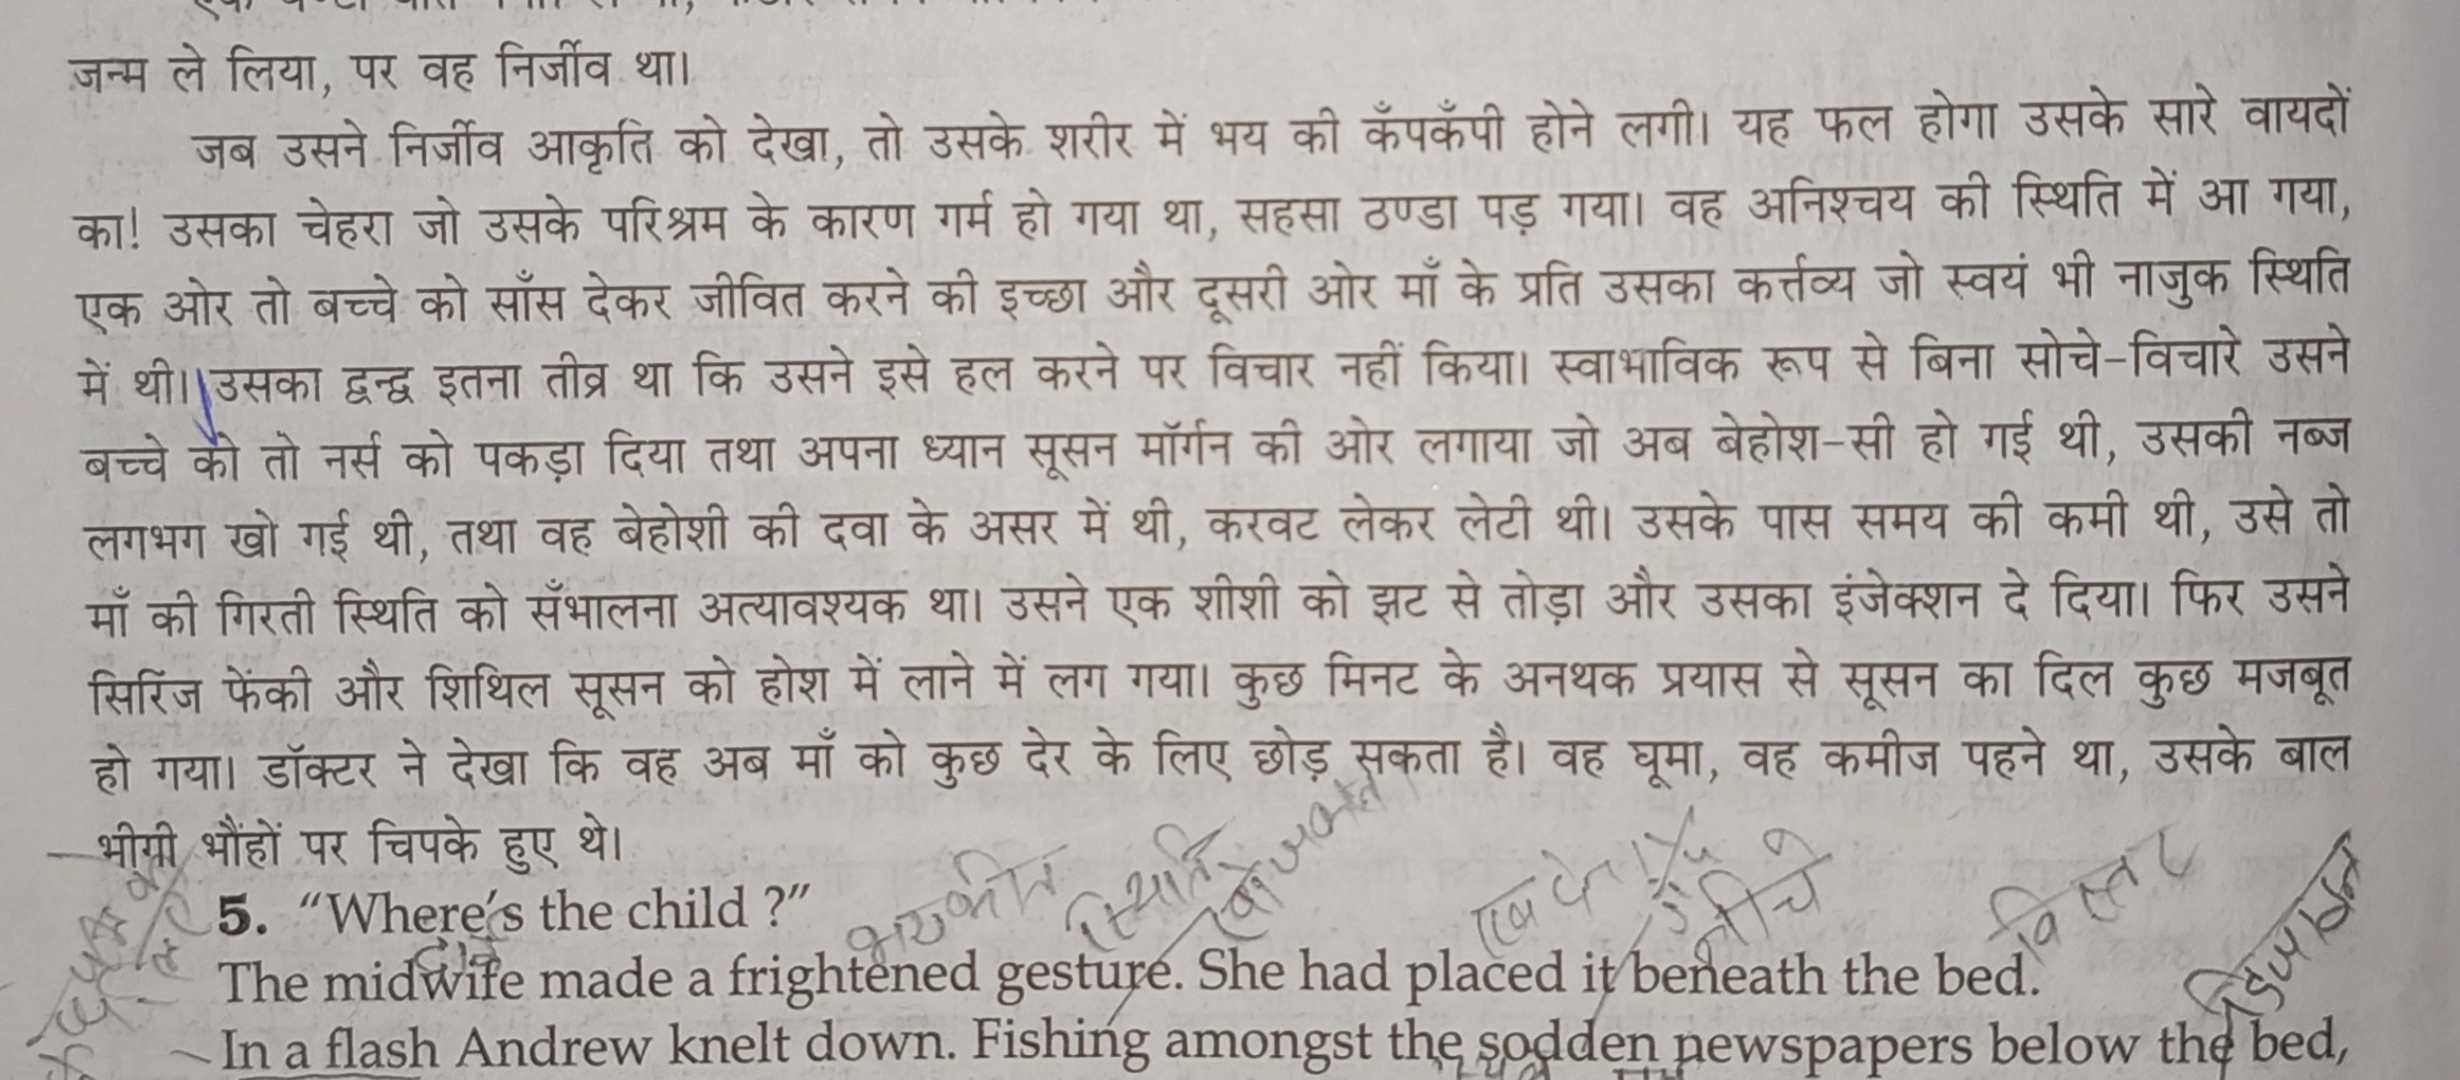 जन्म ले लिया, पर वह निर्जीव था।
जब उसने निर्जीव आकृति को देखा, तो उसके शरीर में भय की कँपकँपी होने लगी। यह फल होगा उसके सारे वायदों
का! उसका चेहरा जो उसके परिश्रम के कारण गर्म हो गया था, सहसा ठण्डा पड़ गया। वह अनिश्चय की स्थिति में आ गया,
एक ओर तो बच्चे को साँस देकर जीवित करने की इच्छा और दूसरी ओर माँ के प्रति उसका कर्त्तव्य जो स्वयं भी नाजुक स्थिति
में थी। उसका द्वन्द्व इतना तीव्र था कि उसने इसे हल करने पर विचार नहीं किया। स्वाभाविक रूप से बिना सोचे-विचारे उसने
बच्चे को तो नर्स को पकड़ा दिया तथा अपना ध्यान सूसन मॉर्गन की ओर लगाया जो अब बेहोश-सी हो गई थी, उसकी नब्ज
लगभग खो गई थी, तथा वह बेहोशी की दवा के असर में थी, करवट लेकर लेटी थी। उसके पास समय की कमी थी, उसे तो
माँ की गिरती स्थिति को सँभालना अत्यावश्यक था। उसने एक शीशी को झट से तोड़ा और उसका इंजेक्शन दे दिया। फिर उसने
सिरिंज फेंकी और शिथिल सूसन को होश में लाने में लग गया। कुछ मिनट के अनथक प्रयास से सूसन का दिल कुछ मजबूत
हो गया। डॉक्टर ने देखा कि वह अब माँ को कुछ देर के लिए छोड़ सकता है। वह घूमा, वह कमीज पहने था, उसके बाल
भीगी भौंहों पर चिपके हुए थे।
5. “Where's the child ?”
नीचे
The midwife made a frightened gesture. She had placed it beneath the bed.
In a flash Andrew knelt down. Fishing amongst the sodden newspapers below the bed,